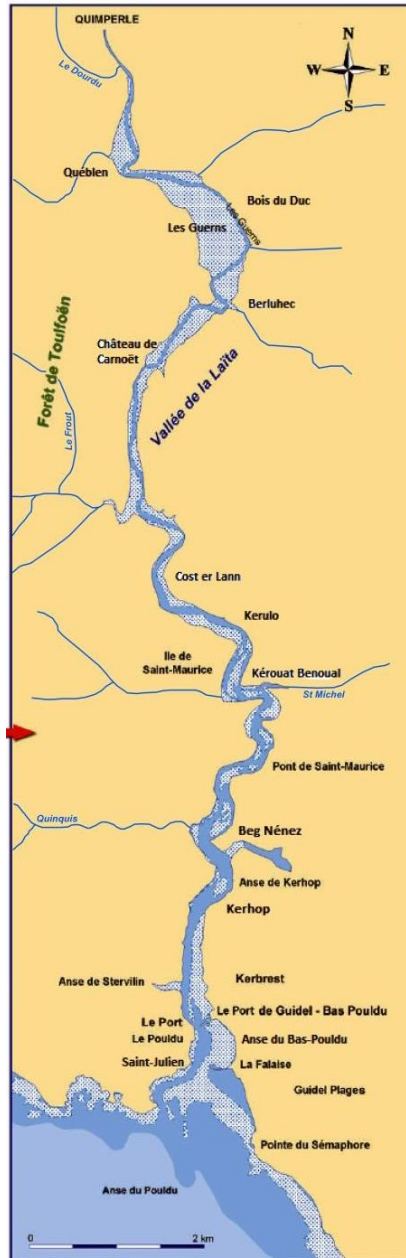 QUIMPERLE
N
W
E
S
Le Dourdu
Québlen
Bois du Duc
Les Guerns
Les Guerns
Berluhec
Château de
Carnoët
Forêt de Toulfoën
Vallée de la Laïta
Le Frout
Cost er Lann
Kerulo
Ile de
Saint-Maurice
Kérouat Benoual
St Michel
Pont de Saint-Maurice
Quinquis
Beg Nénez
Anse de Kerhop
Kerhop
Anse de Stervilin
Kerbrest
Le Port de Guidel - Bas Pouldu
Le Port
Le Pouldu
Anse du Bas-Pouldu
Saint-Julien
La Falaise
Guidel Plages
Pointe du Sémaphore
Anse du Pouldu
0
2 km